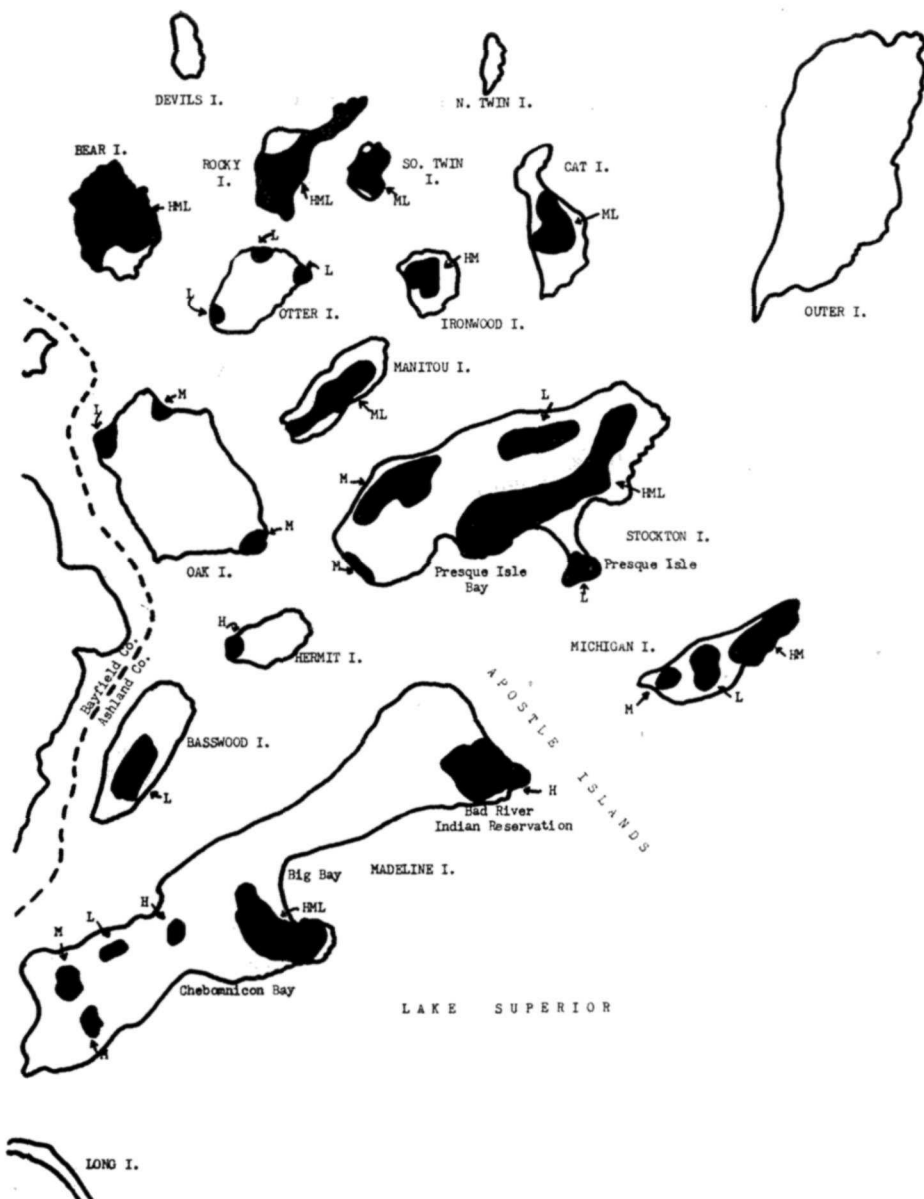 DEVILS I.
N. TWIN I.
BEAR I.
ROCKY
I.
SO. TWIN
I.
CAT I.
HML
HML
ML
ML
L
L
HM
L
OTTER I.
IRONWOOD I.
OUTER I.
MANITOU I.
M
L
ML
L
M
HML
M
STOCKTON I.
OAK I.
M
Presque Isle
Bay
Presque Isle
L
H
HERMIT I.
MICHIGAN I.
HM
M
L
Bayfield Co.
Ashland Co.
APOSTLE ISLANDS
BASSWOOD I.
L
H
Bad River
Indian Reservation
Big Bay
MADELINE I.
H
HML
L
M
Chebomnicon Bay
LAKE SUPERIOR
M
LONG I.